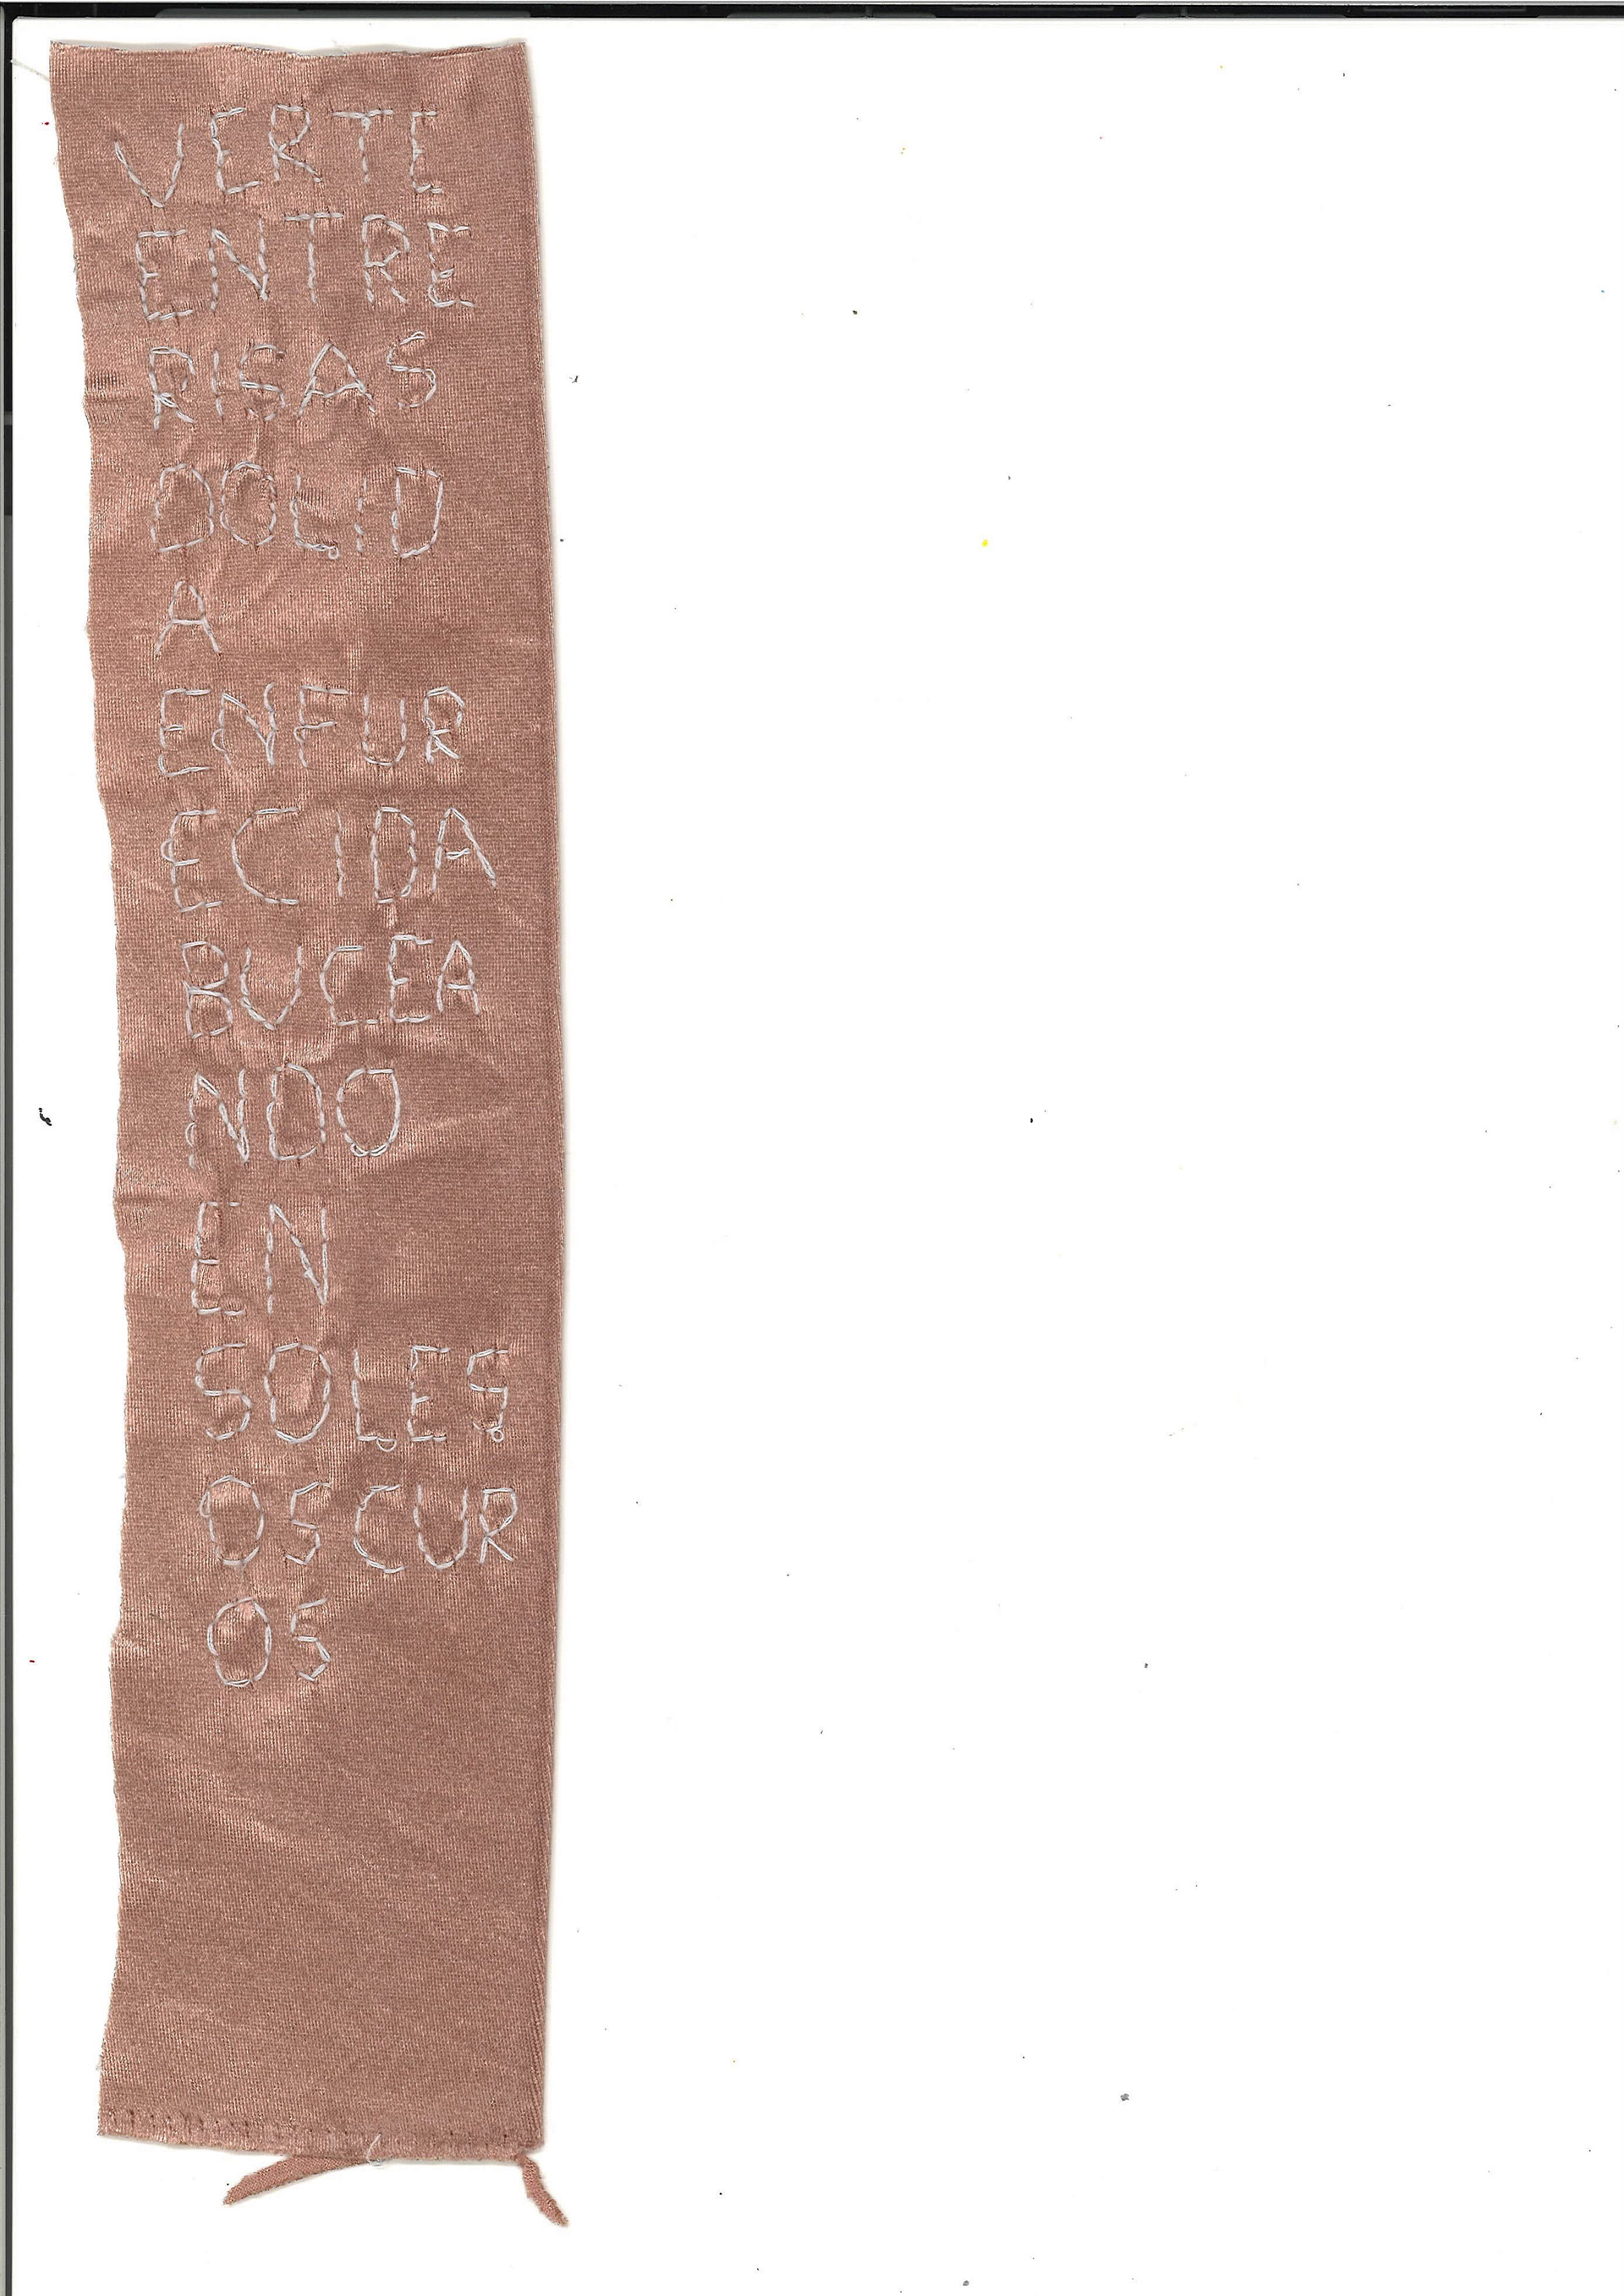 VERTE
ENTRE
RISAS
DOLID
A
ENFUR
ECIDA
BUCEA
NDO
EN
SOLES
OSCUR
OS